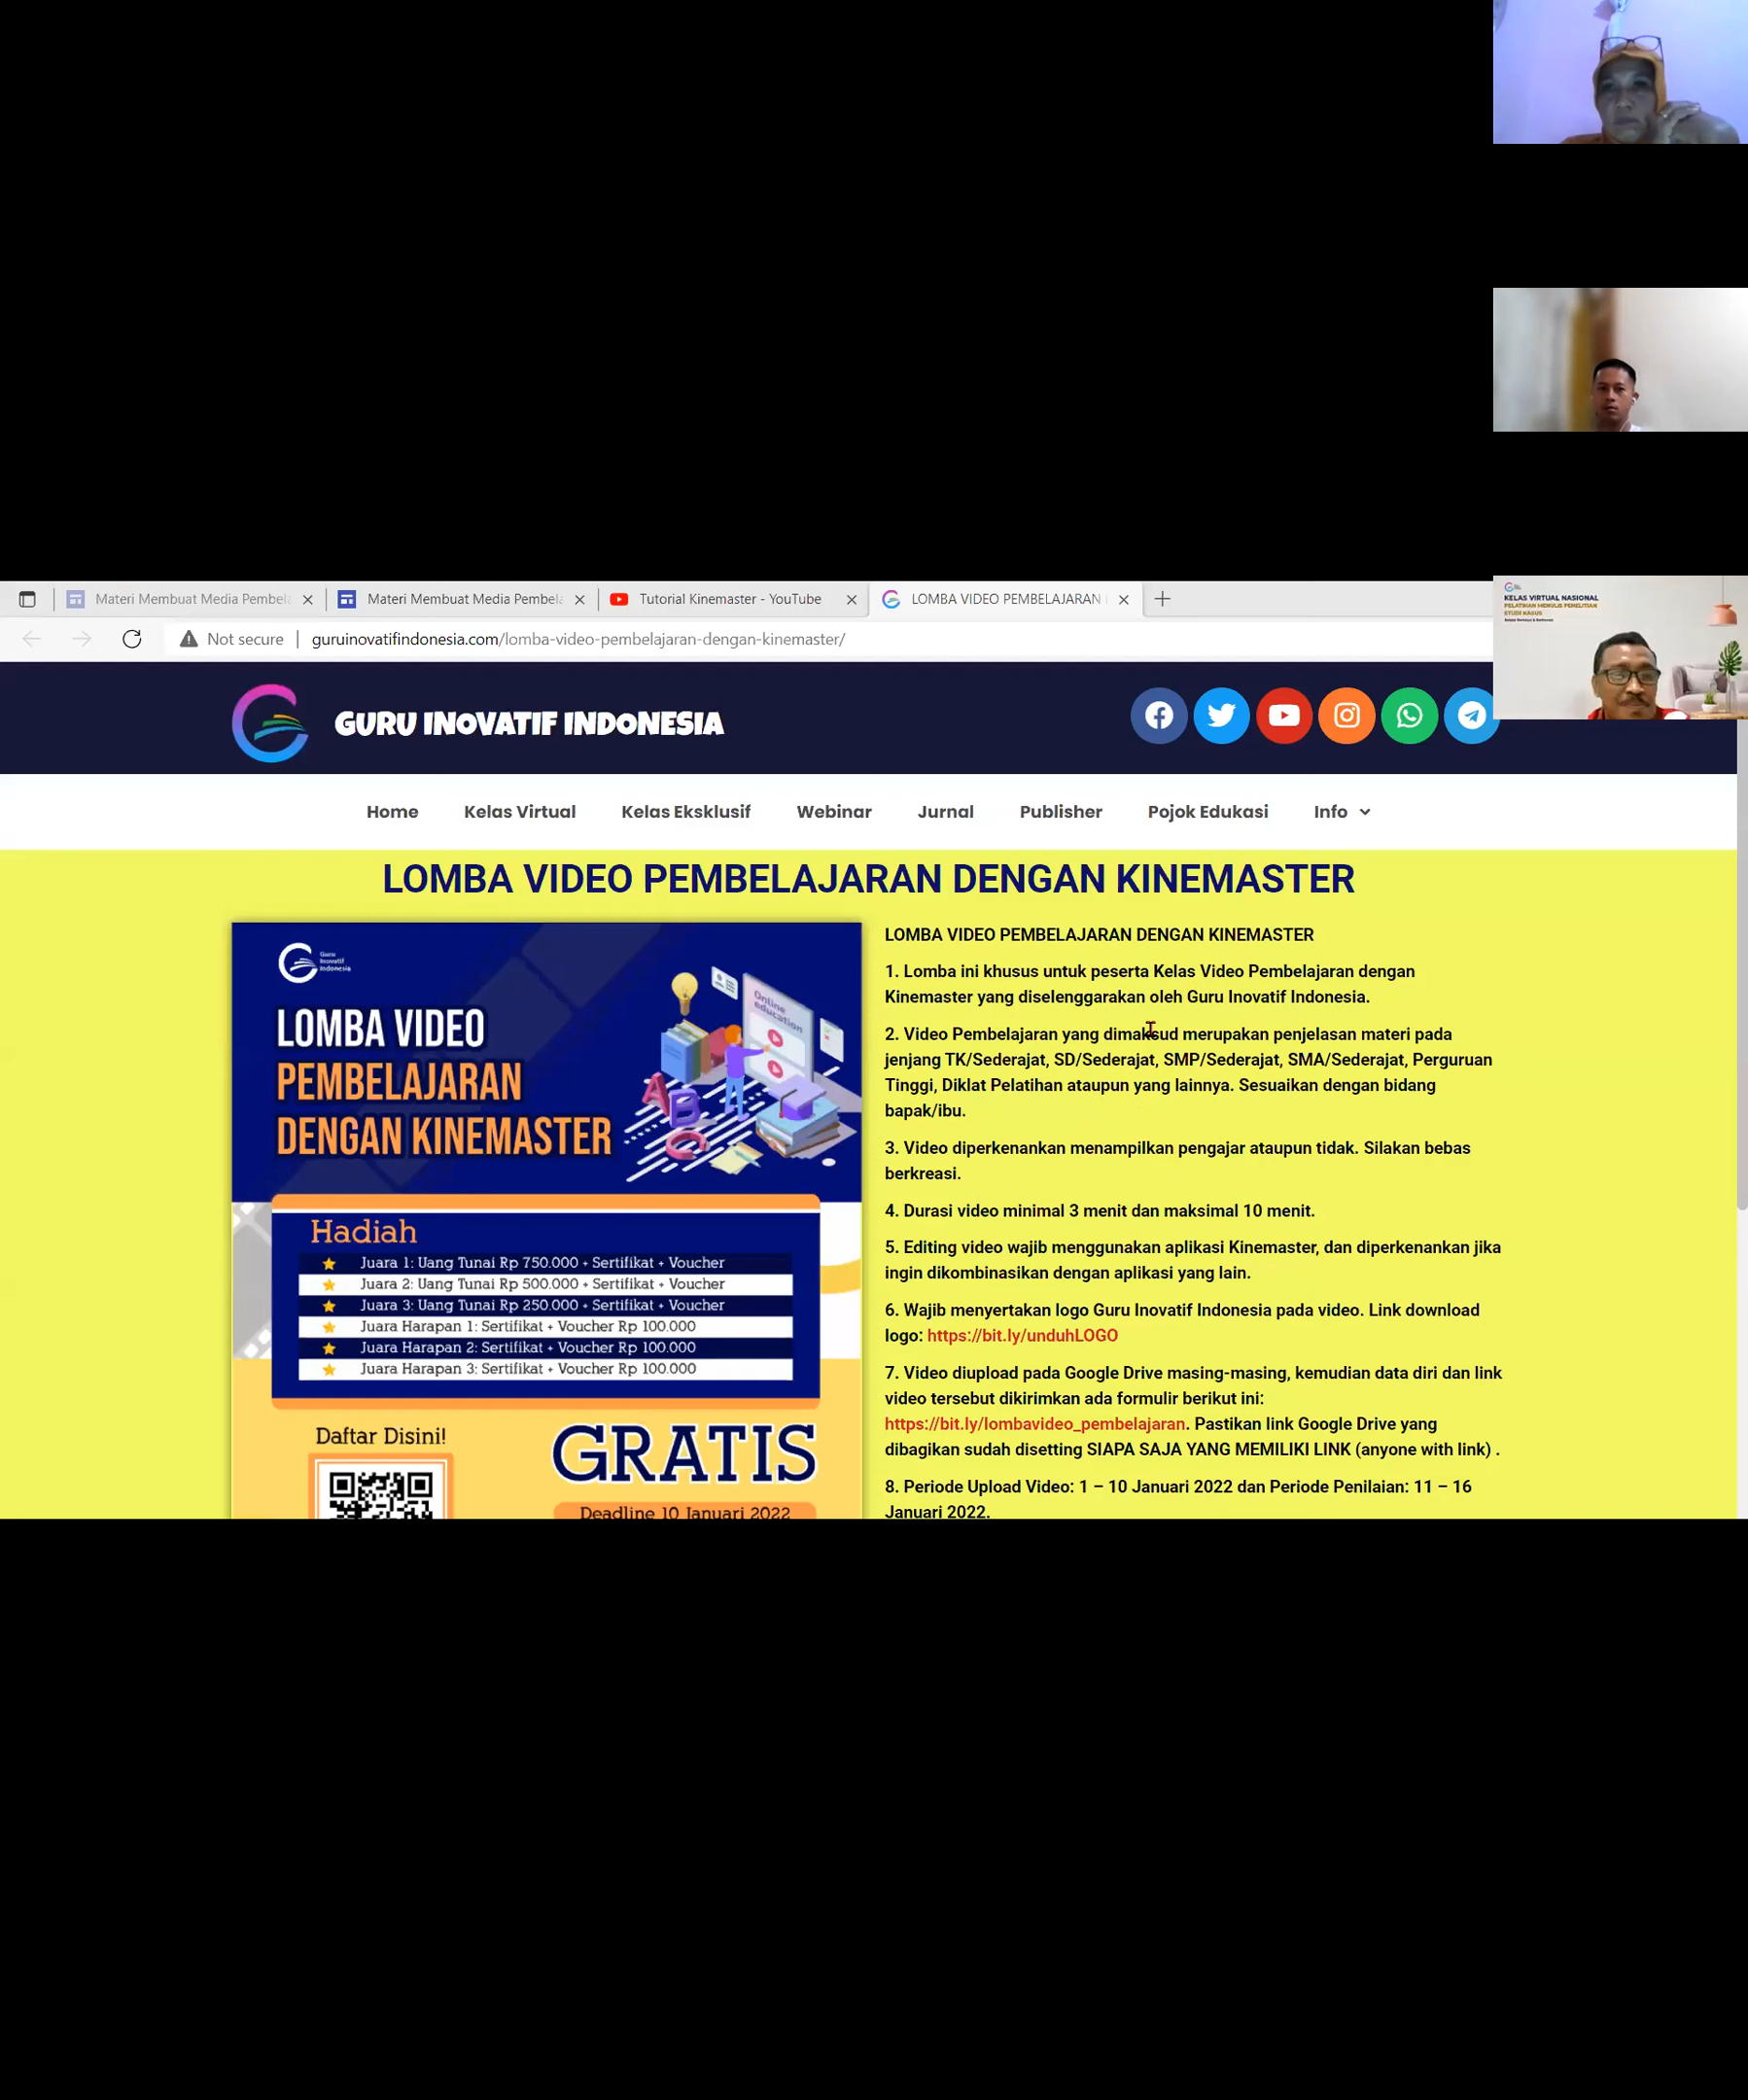 KELAS VIRTUAL NASIONAL
PELATIHAN MENULIS PENELITIAN
STUDI KASUS
Materi Membuat Media Pembela
Materi Membuat Media Pembela
Tutorial Kinemaster - YouTube
LOMBA VIDEO PEMBELAJARAN
Not secure
guruinovatifindonesia.com/lomba-video-pembelajaran-dengan-kinemaster/
GURU INOVATIF INDONESIA
Home Kelas Virtual Kelas Eksklusif Webinar Jurnal Publisher Pojok Edukasi Info
LOMBA VIDEO PEMBELAJARAN DENGAN KINEMASTER
Guru
Inovatif
Indonesia
LOMBA VIDEO
PEMBELAJARAN
DENGAN KINEMASTER
Online
education
A
B
C
Hadiah
Juara 1: Uang Tunai Rp 750.000 + Sertifikat + Voucher
Juara 2: Uang Tunai Rp 500.000 + Sertifikat + Voucher
Juara 3: Uang Tunai Rp 250.000 + Sertifikat + Voucher
Juara Harapan 1: Sertifikat + Voucher Rp 100.000
Juara Harapan 2: Sertifikat + Voucher Rp 100.000
Juara Harapan 3: Sertifikat + Voucher Rp 100.000
Daftar Disini!
GRATIS
Deadline 10 Januari 2022
LOMBA VIDEO PEMBELAJARAN DENGAN KINEMASTER
1. Lomba ini khusus untuk peserta Kelas Video Pembelajaran dengan
Kinemaster yang diselenggarakan oleh Guru Inovatif Indonesia.
2. Video Pembelajaran yang dimaksud merupakan penjelasan materi pada
jenjang TK/Sederajat, SD/Sederajat, SMP/Sederajat, SMA/Sederajat, Perguruan
Tinggi, Diklat Pelatihan ataupun yang lainnya. Sesuaikan dengan bidang
bapak/ibu.
3. Video diperkenankan menampilkan pengajar ataupun tidak. Silakan bebas
berkreasi.
4. Durasi video minimal 3 menit dan maksimal 10 menit.
5. Editing video wajib menggunakan aplikasi Kinemaster, dan diperkenankan jika
ingin dikombinasikan dengan aplikasi yang lain.
6. Wajib menyertakan logo Guru Inovatif Indonesia pada video. Link download
logo: https://bit.ly/unduhLOGO
7. Video diupload pada Google Drive masing-masing, kemudian data diri dan link
video tersebut dikirimkan ada formulir berikut ini:
https://bit.ly/lombavideo_pembelajaran. Pastikan link Google Drive yang
dibagikan sudah disetting SIAPA SAJA YANG MEMILIKI LINK (anyone with link) .
8. Periode Upload Video: 1 – 10 Januari 2022 dan Periode Penilaian: 11 – 16
Januari 2022.